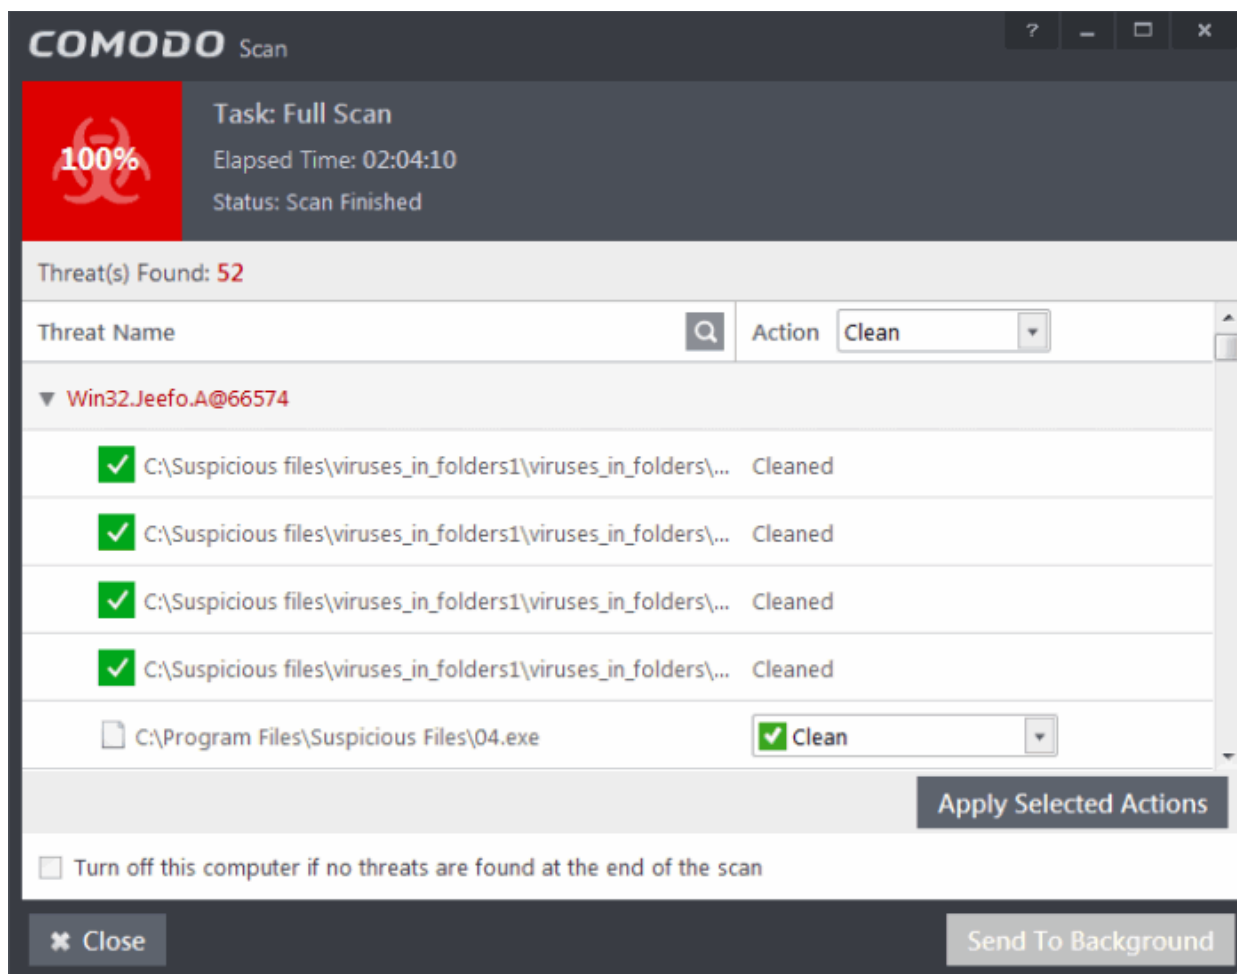 COMODO Scan
?
100%
Task: Full Scan
Elapsed Time: 02:04:10
Status: Scan Finished
Threat(s) Found: 52
Threat Name Action Clean
Win32.Jeefo.A@66574
C:\Suspicious files\viruses_in_folders1\viruses_in_folders\... Cleaned
C:\Suspicious files\viruses_in_folders1\viruses_in_folders\... Cleaned
C:\Suspicious files\viruses_in_folders1\viruses_in_folders\... Cleaned
C:\Suspicious files\viruses_in_folders1\viruses_in_folders\... Cleaned
C:\Program Files\Suspicious Files\04.exe Clean
Apply Selected Actions
Turn off this computer if no threats are found at the end of the scan
Close Send To Background